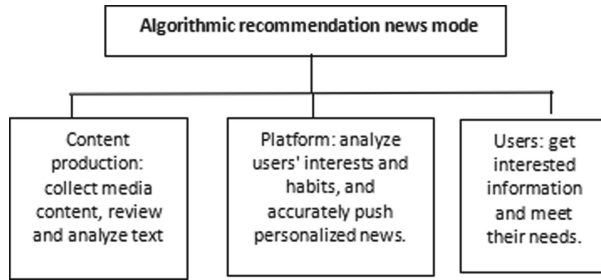 Algorithmic recommendation news mode
Content
production:
collect media
content, review
and analyze text
Platform: analyze
users' interests and
habits, and
accurately push
personalized news.
Users: get
interested
information
and meet
their needs.